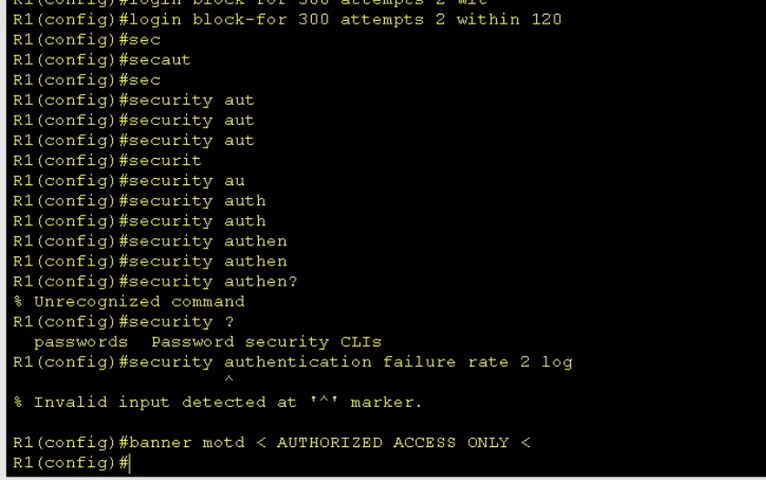 R1(config)#login block-for 300 attempts 2 wit
R1(config)#login block-for 300 attempts 2 within 120
R1(config)#sec
R1(config)#secaut
R1(config)#sec
R1(config)#security aut
R1(config)#security aut
R1(config)#security aut
R1(config)#securit
R1(config)#security au
R1(config)#security auth
R1(config)#security auth
R1(config)#security authen
R1(config)#security authen
R1(config)#security authen?
% Unrecognized command
R1(config)#security ?
  passwords  Password security CLIs
R1(config)#security authentication failure rate 2 log
                    ^
% Invalid input detected at '^' marker.
R1(config)#banner motd < AUTHORIZED ACCESS ONLY <
R1(config)#